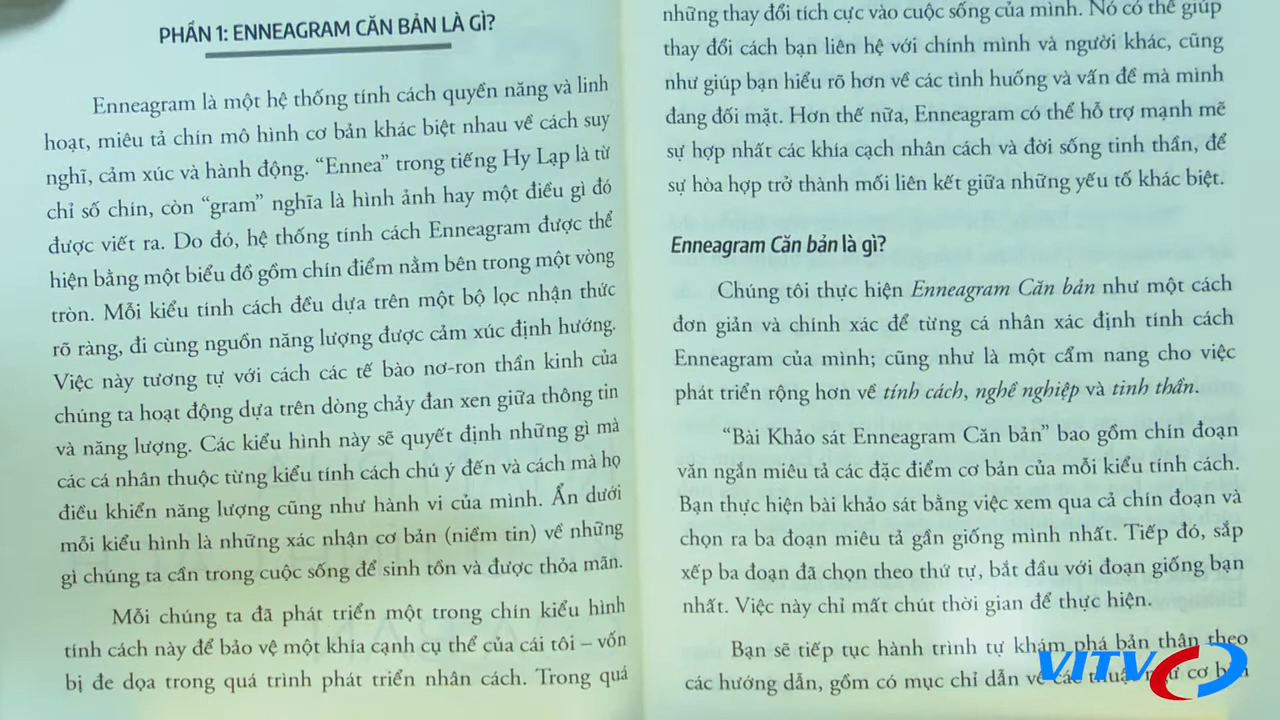 PHẦN 1: ENNEAGRAM CĂN BẢN LÀ GÌ?
Enneagram là một hệ thống tính cách quyền năng và linh
hoạt, miêu tả chín mô hình cơ bản khác biệt nhau về cách suy
nghĩ, cảm xúc và hành động. “Ennea” trong tiếng Hy Lạp là từ
chỉ số chín, còn “gram” nghĩa là hình ảnh hay một điều gì đó
được viết ra. Do đó, hệ thống tính cách Enneagram được thể
hiện bằng một biểu đồ gồm chín điểm nằm bên trong một vòng
tròn. Mỗi kiểu tính cách đều dựa trên một bộ lọc nhận thức
rõ ràng, đi cùng nguồn năng lượng được cảm xúc định hướng.
Việc này tương tự với cách các tế bào nơ-ron thần kinh của
chúng ta hoạt động dựa trên dòng chảy đan xen giữa thông tin
và năng lượng. Các kiểu hình này sẽ quyết định những gì mà
các cá nhân thuộc từng kiểu tính cách chú ý đến và cách mà họ
điều khiển năng lượng cũng như hành vi của mình. Ẩn dưới
mỗi kiểu hình là những xác nhận cơ bản (niềm tin) về những
gì chúng ta cần trong cuộc sống để sinh tồn và được thỏa mãn.
Mỗi chúng ta đã phát triển một trong chín kiểu hình
tính cách này để bảo vệ một khía cạnh cụ thể của cái tôi – vốn
bị đe dọa trong quá trình phát triển nhân cách. Trong quá
những thay đổi tích cực vào cuộc sống của mình. Nó có thể giúp
thay đổi cách bạn liên hệ với chính mình và người khác, cũng
như giúp bạn hiểu rõ hơn về các tình huống và vấn đề mà mình
đang đối mặt. Hơn thế nữa, Enneagram có thể hỗ trợ mạnh mẽ
sự hợp nhất các khía cạch nhân cách và đời sống tinh thần, để
sự hòa hợp trở thành mối liên kết giữa những yếu tố khác biệt.
Enneagram Căn bản là gì?
Chúng tôi thực hiện Enneagram Căn bản như một cách
đơn giản và chính xác để từng cá nhân xác định tính cách
Enneagram của mình; cũng như là một cẩm nang cho việc
phát triển rộng hơn về tính cách, nghề nghiệp và tinh thần.
“Bài Khảo sát Enneagram Căn bản” bao gồm chín đoạn
văn ngắn miêu tả các đặc điểm cơ bản của mỗi kiểu tính cách.
Bạn thực hiện bài khảo sát bằng việc xem qua cả chín đoạn và
chọn ra ba đoạn miêu tả gần giống mình nhất. Tiếp đó, sắp
xếp ba đoạn đã chọn theo thứ tự, bắt đầu với đoạn giống bạn
nhất. Việc này chỉ mất chút thời gian để thực hiện.
Bạn sẽ tiếp tục hành trình tự khám phá bản thân theo
các hướng dẫn, gồm có mục chỉ dẫn về các thuật ngữ cơ bản
VITV